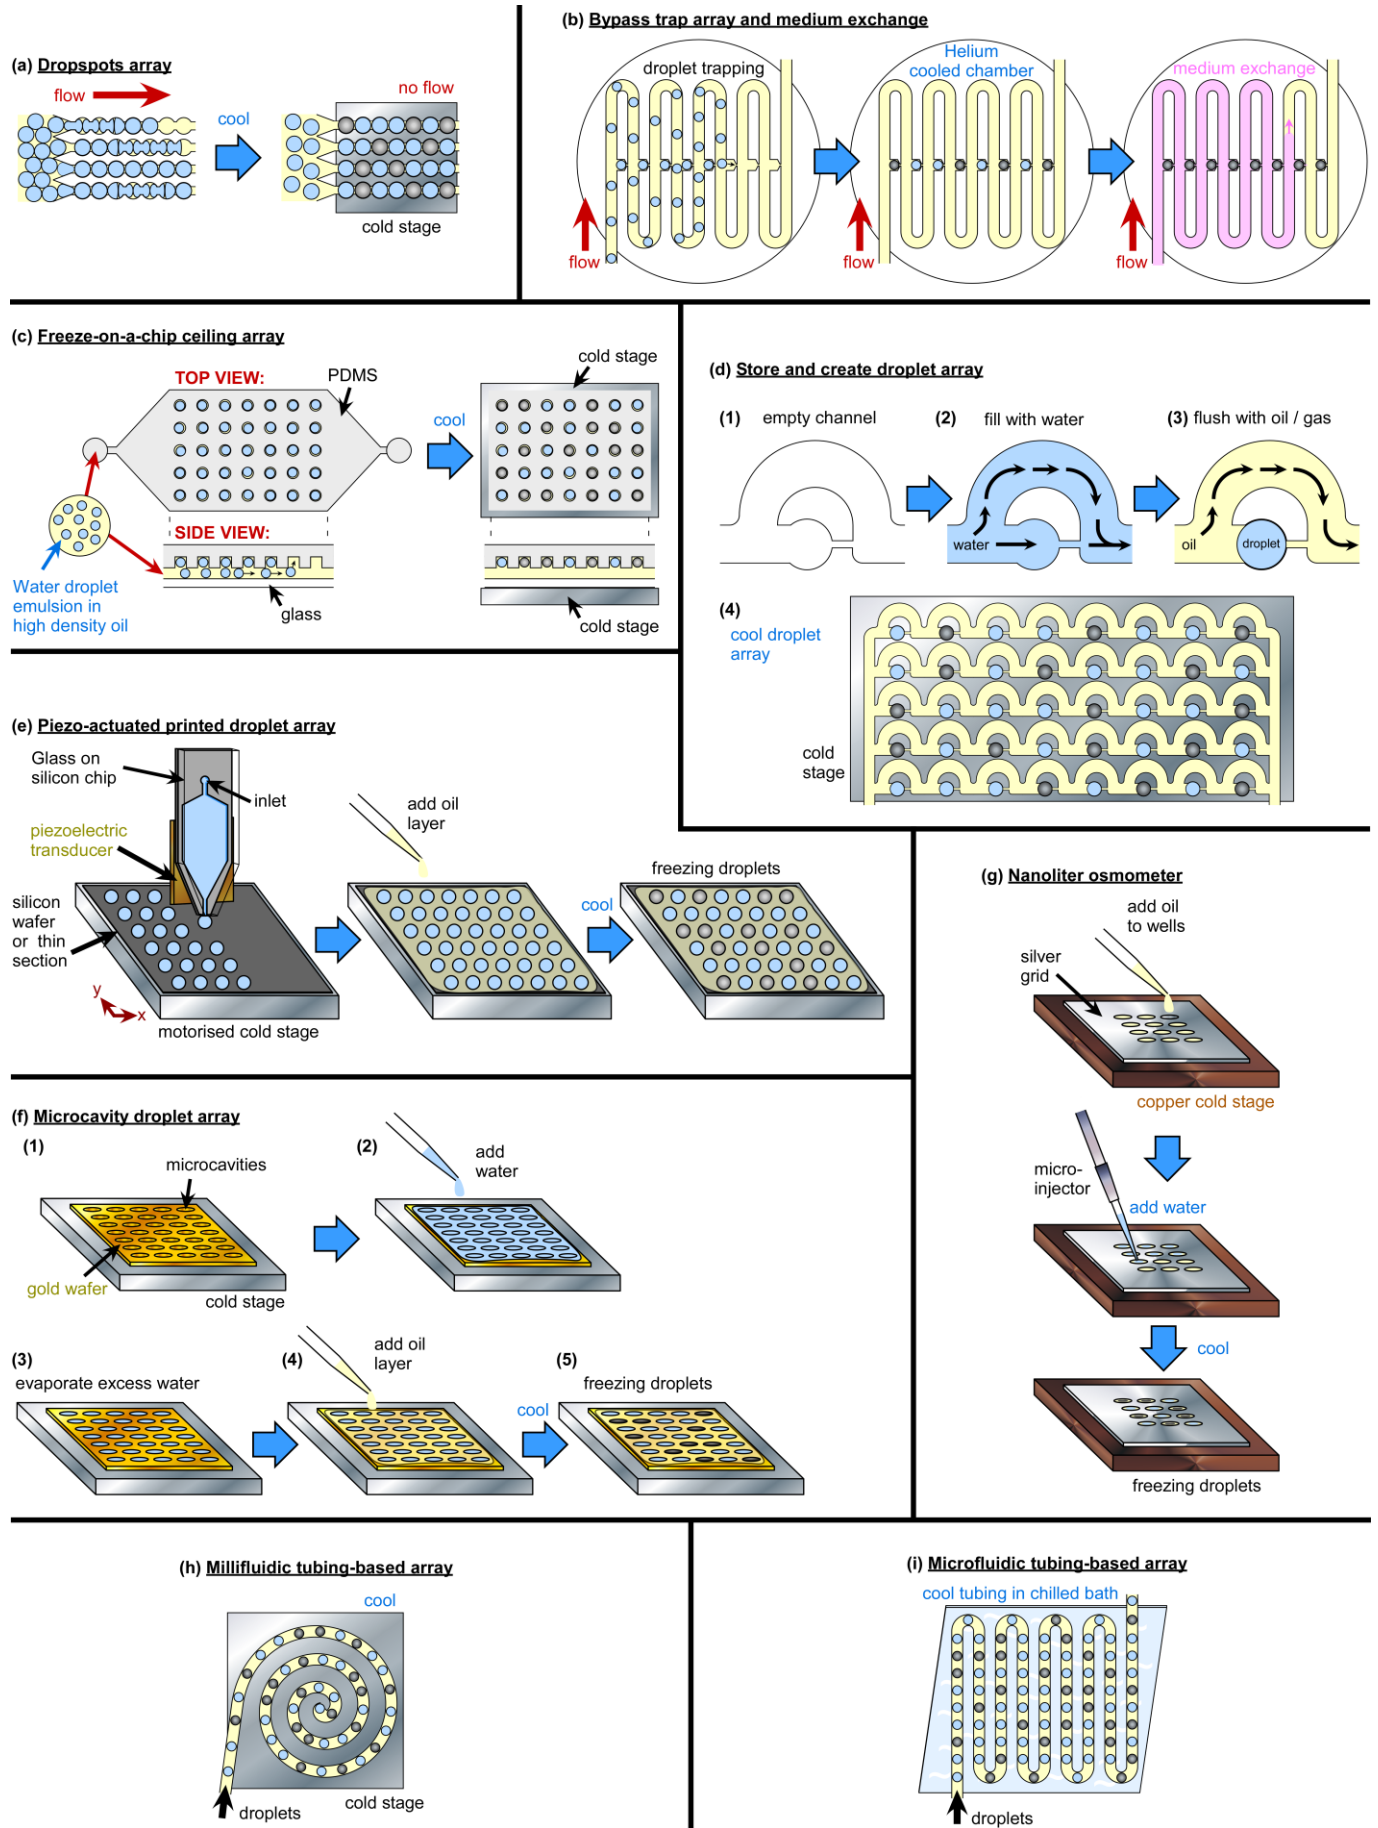 (a) Dropspots array
flow
cool
no flow
cold stage
(b) Bypass trap array and medium exchange
droplet trapping
flow
Helium
cooled chamber
flow
medium exchange
flow
(c) Freeze-on-a-chip ceiling array
TOP VIEW:
PDMS
cool
cold stage
SIDE VIEW:
Water droplet
emulsion in
high density oil
glass
cold stage
(d) Store and create droplet array
(1)
empty channel
(2)
fill with water
water
(3) flush with oil / gas
oil
droplet
(4)
cool droplet
array
cold
stage
(e) Piezo-actuated printed droplet array
Glass on
silicon chip
inlet
piezoelectric
transducer
silicon
wafer
or thin
section
y
x
motorised cold stage
add oil
layer
cool
freezing droplets
(f) Microcavity droplet array
(1)
microcavities
gold wafer
cold stage
(2)
add
water
(3)
evaporate excess water
(4)
add oil
layer
cool
(5)
freezing droplets
(g) Nanoliter osmometer
add oil
to wells
silver
grid
copper cold stage
micro-
injector
add water
cool
freezing droplets
(h) Millifluidic tubing-based array
cool
droplets
cold stage
(i) Microfluidic tubing-based array
cool tubing in chilled bath
droplets